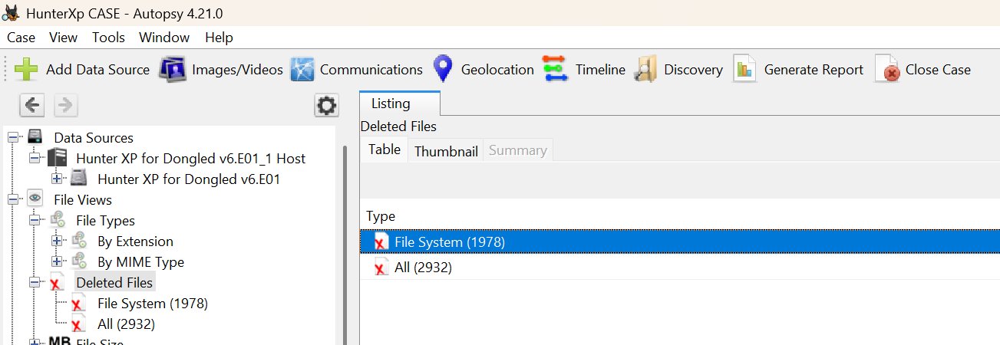 HunterXp CASE - Autopsy 4.21.0
Case View Tools Window Help
Add Data Source Images/Videos Communications Geolocation Timeline Discovery Generate Report Close Case
Listing
Deleted Files
Table Thumbnail Summary
Type
File System (1978)
All (2932)
Data Sources
Hunter XP for Dongled v6.E01_1 Host
Hunter XP for Dongled v6.E01
File Views
File Types
By Extension
By MIME Type
Deleted Files
File System (1978)
All (2932)
MB File Size